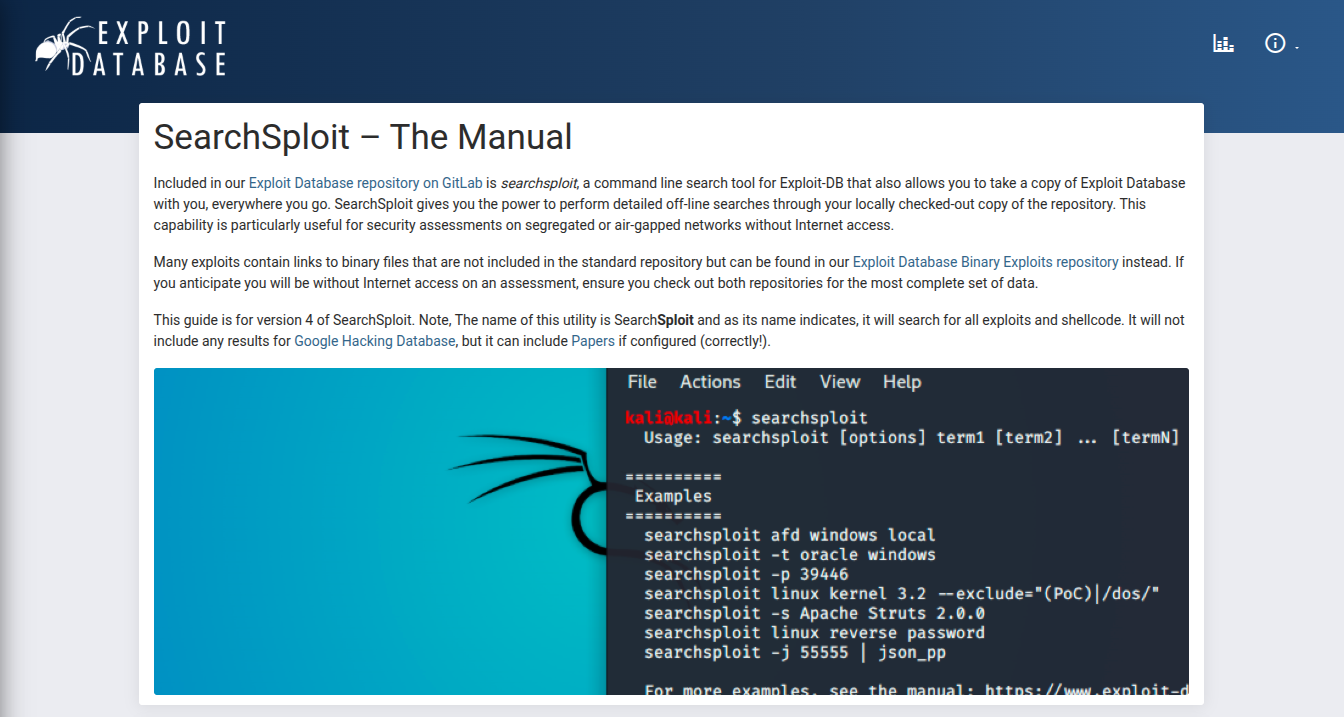 EXPLOIT
DATABASE
SearchSploit – The Manual
Included in our Exploit Database repository on GitLab is searchsploit, a command line search tool for Exploit-DB that also allows you to take a copy of Exploit Database
with you, everywhere you go. SearchSploit gives you the power to perform detailed off-line searches through your locally checked-out copy of the repository. This
capability is particularly useful for security assessments on segregated or air-gapped networks without Internet access.
Many exploits contain links to binary files that are not included in the standard repository but can be found in our Exploit Database Binary Exploits repository instead. If
you anticipate you will be without Internet access on an assessment, ensure you check out both repositories for the most complete set of data.
This guide is for version 4 of SearchSploit. Note, The name of this utility is SearchSploit and as its name indicates, it will search for all exploits and shellcode. It will not
include any results for Google Hacking Database, but it can include Papers if configured (correctly!).
File Actions Edit View Help
kali@kali:~$ searchsploit
Usage: searchsploit [options] term1 [term2] ... [termN]
==========
Examples
==========
searchsploit afd windows local
searchsploit -t oracle windows
searchsploit -p 39446
searchsploit linux kernel 3.2 --exclude="(PoC)|/dos/"
searchsploit -s Apache Struts 2.0.0
searchsploit linux reverse password
searchsploit -j 55555 | json_pp
For more examples, see the manual: https://www.exploit-d